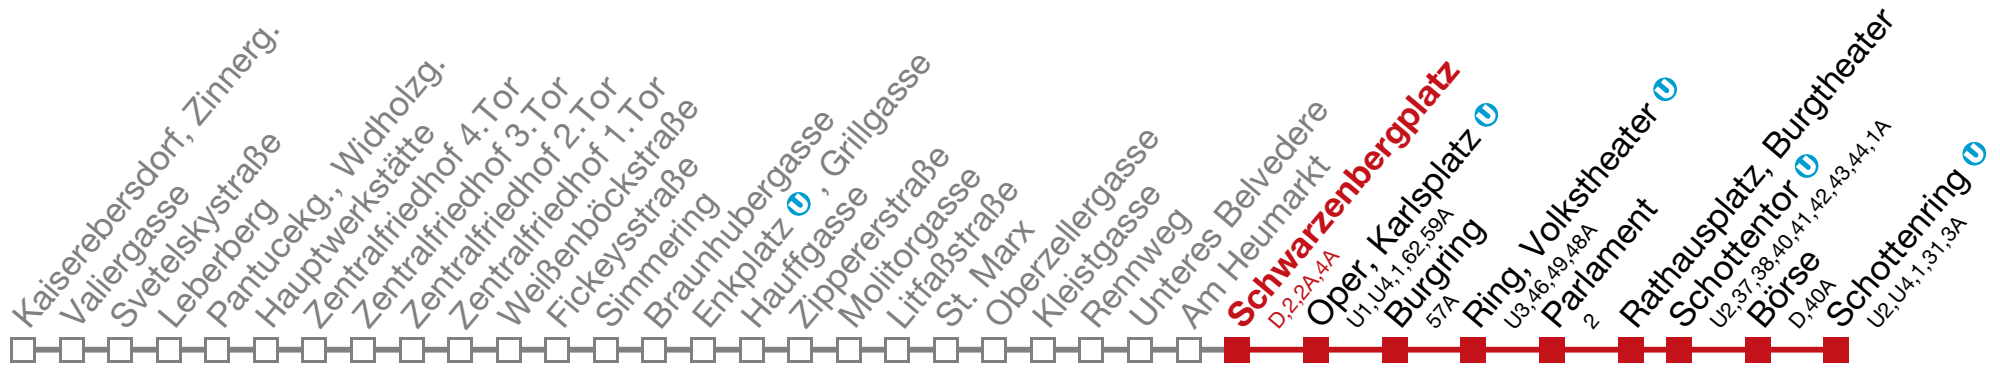 Kaiserebersdorf, Zinnerg.
Valiergasse
Svetelskystraße
Leberberg
Pantucekg., Widholzg.
Hauptwerkstätte
Zentralfriedhof 4.Tor
Zentralfriedhof 3.Tor
Zentralfriedhof 2.Tor
Zentralfriedhof 1.Tor
Weißenböckstraße
Fickeysstraße
Simmering
Braunhubergasse
Enkplatz U , Grillgasse
Hauffgasse
Zippererstraße
Molitorgasse
Litfaßstraße
St. Marx
Oberzellergasse
Kleistgasse
Rennweg
Unteres Belvedere
Am Heumarkt
Schwarzenbergplatz
D,2,2A,4A
Oper, Karlsplatz U
U1,U4,1,62,59A
Burgring
57A
Ring, Volkstheater U
U3,46,49,48A
Parlament
2
Rathausplatz, Burgtheater
Schottentor U
U2,37,38,40,41,42,43,44,1A
Börse
D,40A
Schottenring U
U2,U4,1,31,3A